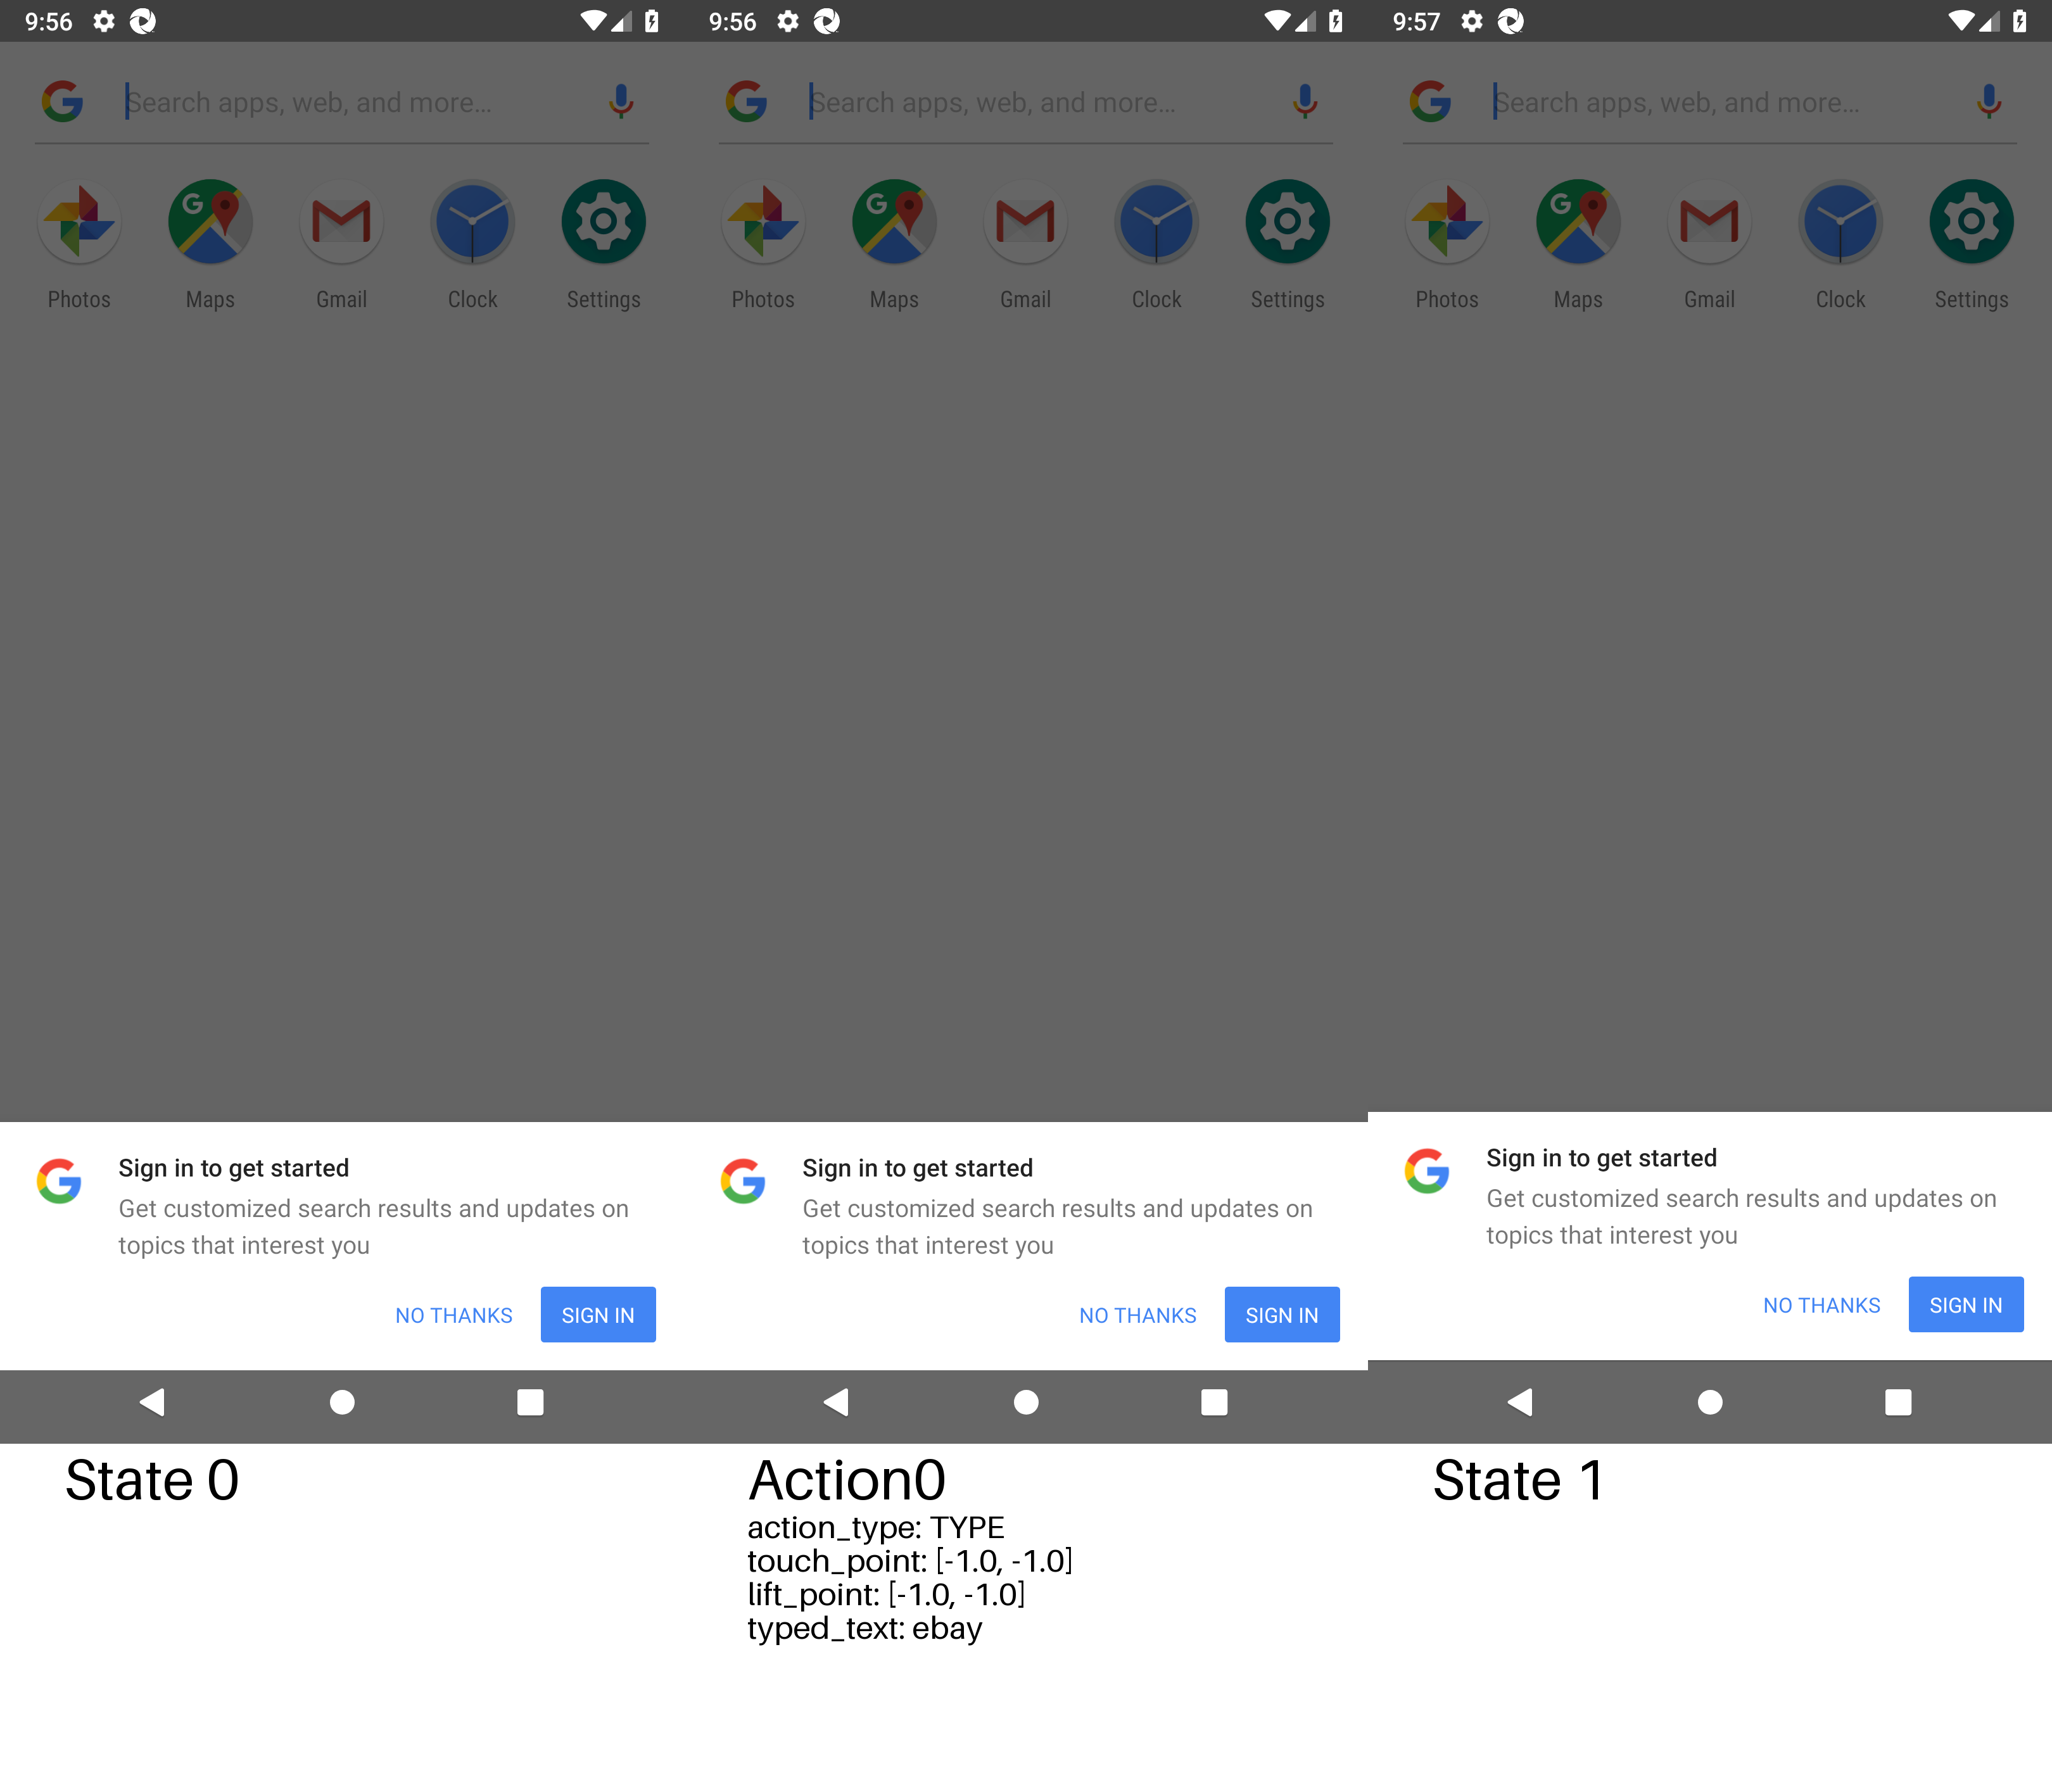 9:56
Search apps, web, and more...
Photos Maps Gmail Clock Settings
Sign in to get started
Get customized search results and updates on
topics that interest you
NO THANKS SIGN IN
State 0
9:56
Search apps, web, and more...
Photos Maps Gmail Clock Settings
Sign in to get started
Get customized search results and updates on
topics that interest you
NO THANKS SIGN IN
Action0
action_type: TYPE
touch_point: [-1.0, -1.0]
lift_point: [-1.0, -1.0]
typed_text: ebay
9:57
Search apps, web, and more...
Photos Maps Gmail Clock Settings
Sign in to get started
Get customized search results and updates on
topics that interest you
NO THANKS SIGN IN
State 1